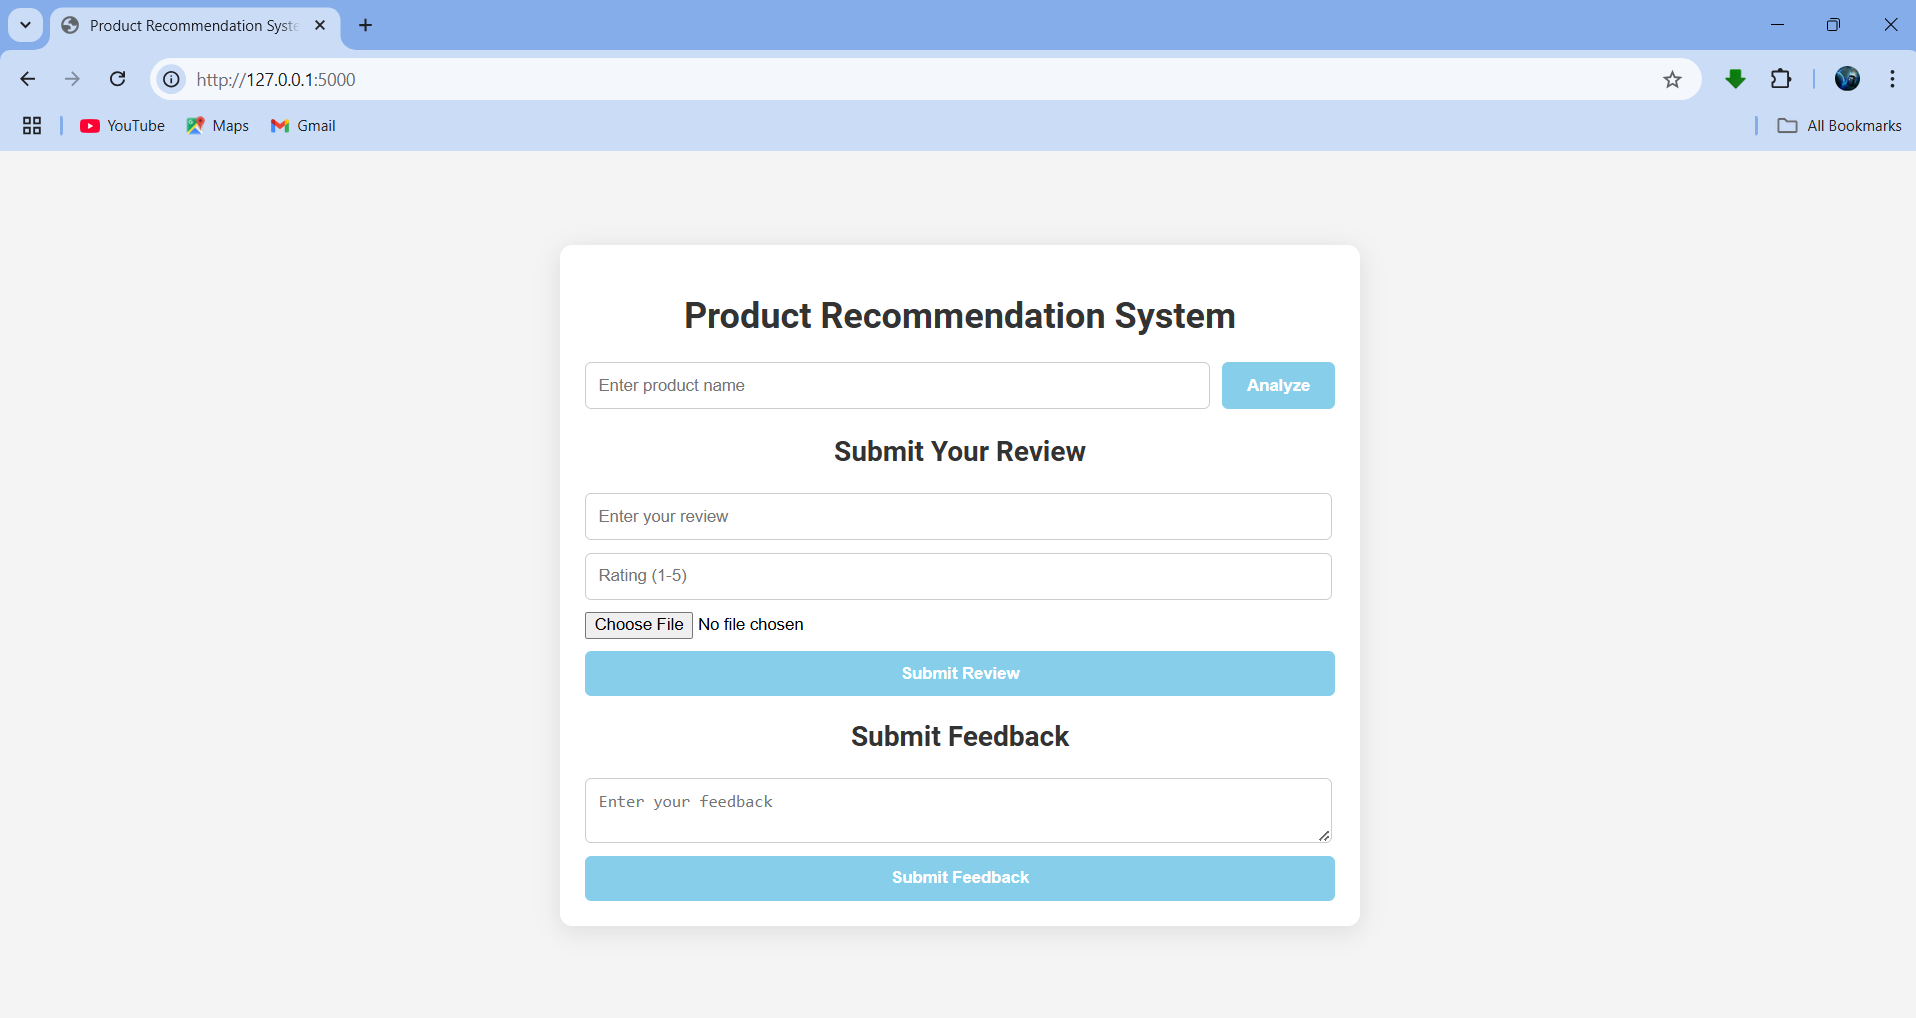 Product Recommendation Syste
http://127.0.0.1:5000
YouTube Maps Gmail All Bookmarks
Product Recommendation System
Enter product name Analyze
Submit Your Review
Enter your review
Rating (1-5)
Choose File No file chosen
Submit Review
Submit Feedback
Enter your feedback
Submit Feedback